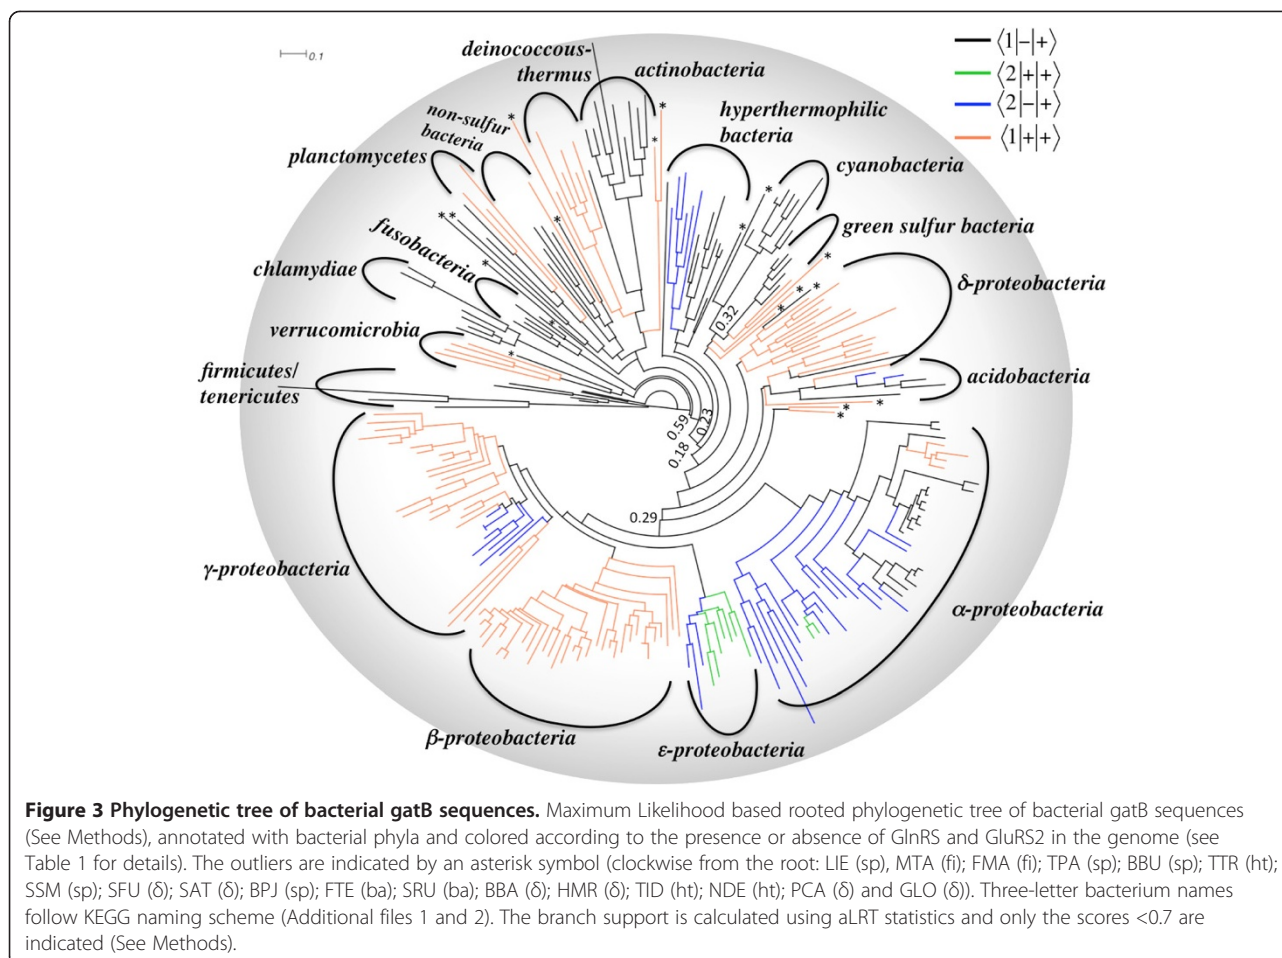 0.1
deinococcous-
thermus
actinobacteria
⟨1|−|+⟩
⟨2|+|+⟩
⟨2|−|+⟩
⟨1|+|+⟩
non-sulfur
bacteria
hyperthermophilic
bacteria
planctomycetes
cyanobacteria
fusobacteria
green sulfur bacteria
chlamydiae
δ-proteobacteria
verrucomicrobia
0.32
firmicutes/
tenericutes
acidobacteria
0.59
0.23
0.18
0.29
γ-proteobacteria
α-proteobacteria
β-proteobacteria
ε-proteobacteria
* * * * * * * * * * * * * * * * * *
Figure 3 Phylogenetic tree of bacterial gatB sequences. Maximum Likelihood based rooted phylogenetic tree of bacterial gatB sequences
(See Methods), annotated with bacterial phyla and colored according to the presence or absence of GlnRS and GluRS2 in the genome (see
Table 1 for details). The outliers are indicated by an asterisk symbol (clockwise from the root: LIE (sp), MTA (fi); FMA (fi); TPA (sp); BBU (sp); TTR (ht);
SSM (sp); SFU (δ); SAT (δ); BPJ (sp); FTE (ba); SRU (ba); BBA (δ); HMR (δ); TID (ht); NDE (ht); PCA (δ) and GLO (δ)). Three-letter bacterium names
follow KEGG naming scheme (Additional files 1 and 2). The branch support is calculated using aLRT statistics and only the scores <0.7 are
indicated (See Methods).